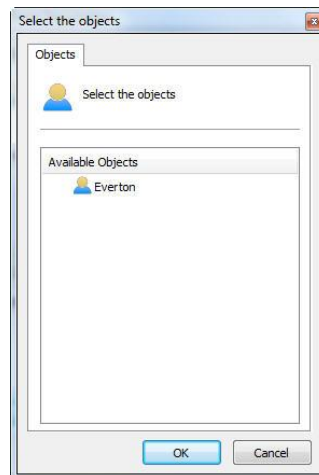 Select the objects
Objects
Select the objects
Available Objects
Everton
OK
Cancel